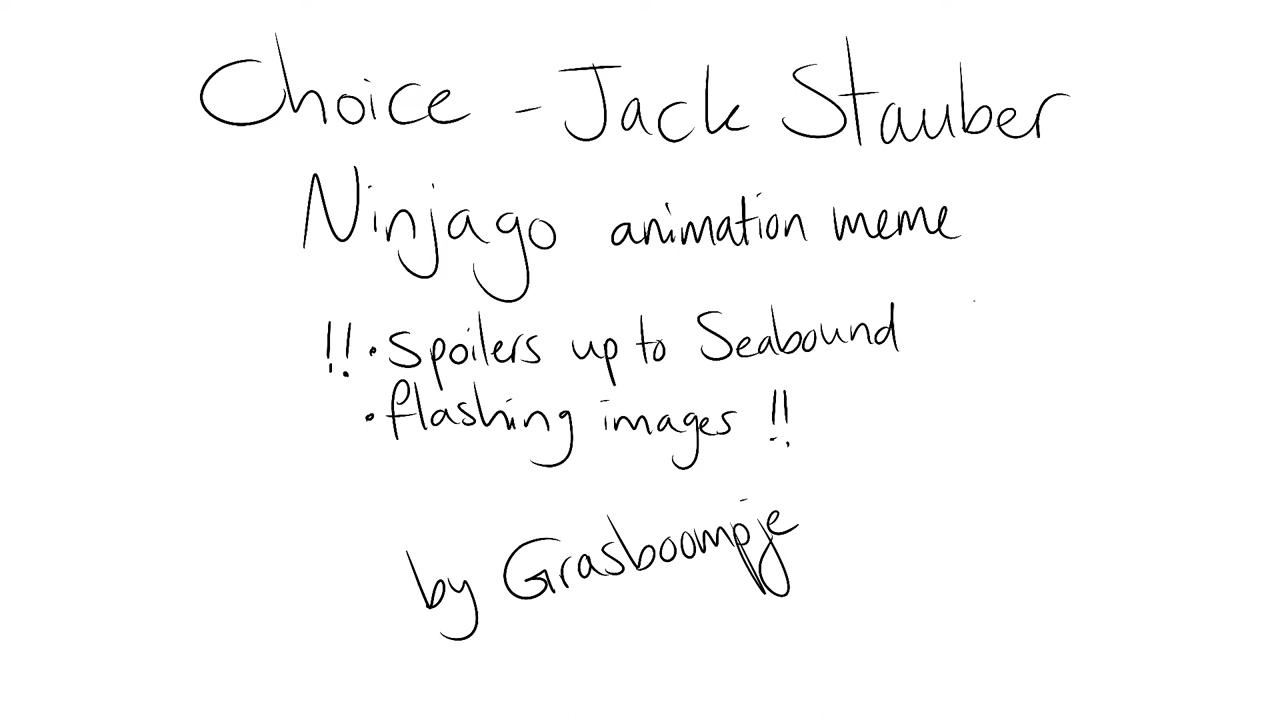 Choice - Jack Stauber
Ninjago animation meme
!! • Spoilers up to Seabound
• flashing images !!
by Grasboompje